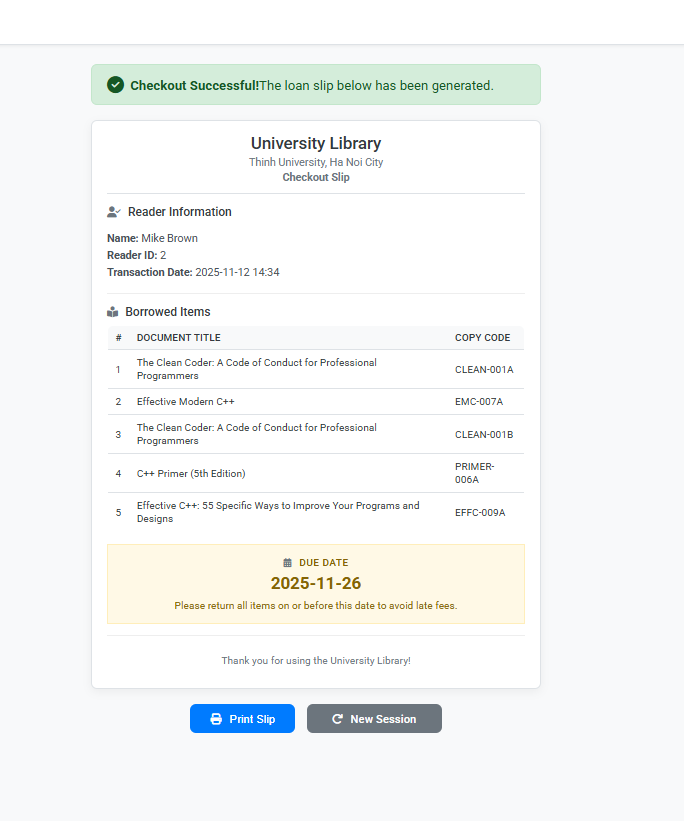 Checkout Successful!The loan slip below has been generated.
University Library
Thinh University, Ha Noi City
Checkout Slip
Reader Information
Name: Mike Brown
Reader ID: 2
Transaction Date: 2025-11-12 14:34
Borrowed Items
# DOCUMENT TITLE COPY CODE
1 The Clean Coder: A Code of Conduct for Professional
Programmers CLEAN-001A
2 Effective Modern C++ EMC-007A
3 The Clean Coder: A Code of Conduct for Professional
Programmers CLEAN-001B
4 C++ Primer (5th Edition) PRIMER-
006A
5 Effective C++: 55 Specific Ways to Improve Your Programs and
Designs EFFC-009A
DUE DATE
2025-11-26
Please return all items on or before this date to avoid late fees.
Thank you for using the University Library!
Print Slip New Session